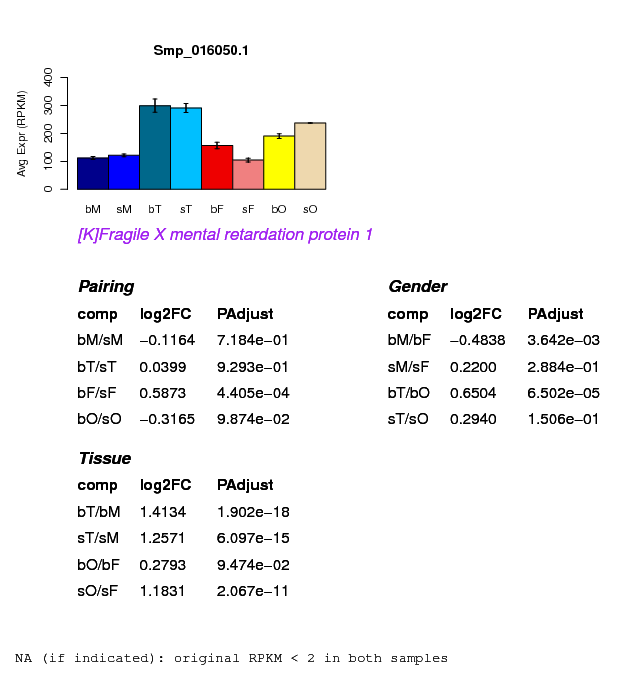 Smp_016050.1
Avg Expr (RPKM)
0 100 200 300 400
bM sM bT sT bF sF bO sO
[K]Fragile X mental retardation protein 1
Pairing
comp log2FC PAdjust
bM/sM −0.1164 7.184e−01
bT/sT 0.0399 9.293e−01
bF/sF 0.5873 4.405e−04
bO/sO −0.3165 9.874e−02
Gender
comp log2FC PAdjust
bM/bF −0.4838 3.642e−03
sM/sF 0.2200 2.884e−01
bT/bO 0.6504 6.502e−05
sT/sO 0.2940 1.506e−01
Tissue
comp log2FC PAdjust
bT/bM 1.4134 1.902e−18
sT/sM 1.2571 6.097e−15
bO/bF 0.2793 9.474e−02
sO/sF 1.1831 2.067e−11
NA (if indicated): original RPKM < 2 in both samples